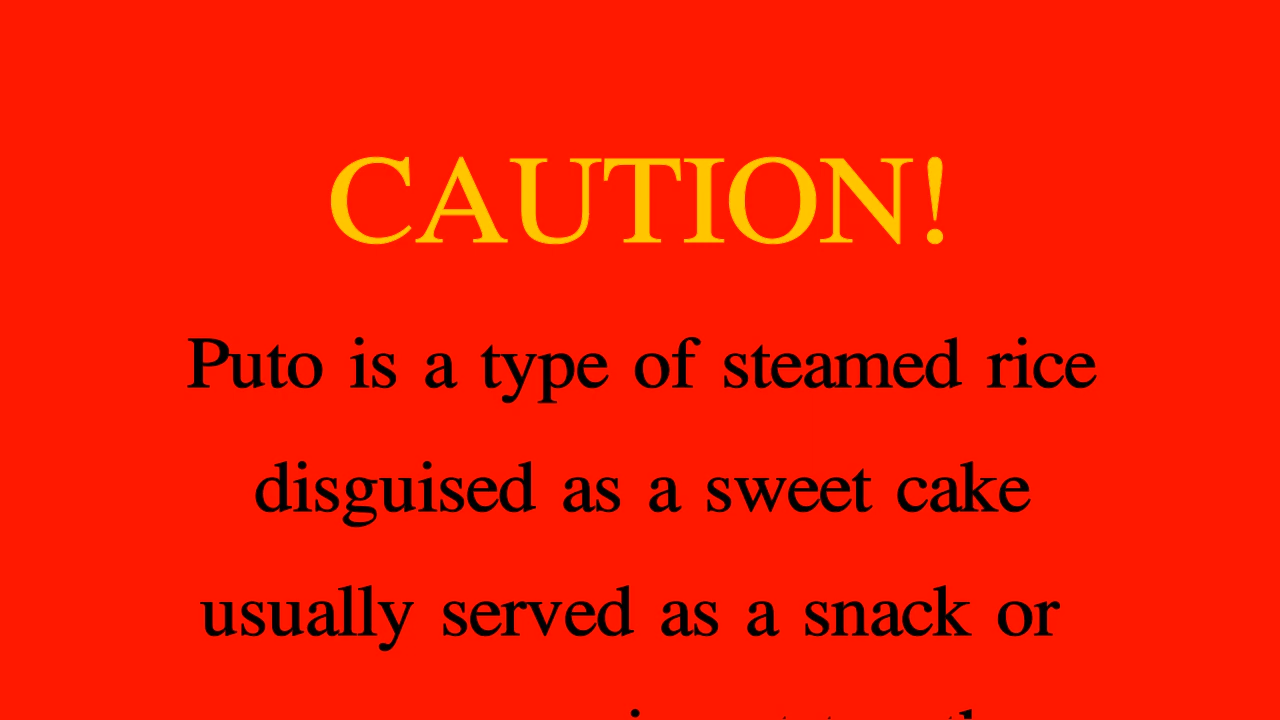 CAUTION!
Puto is a type of steamed rice
disguised as a sweet cake
usually served as a snack or